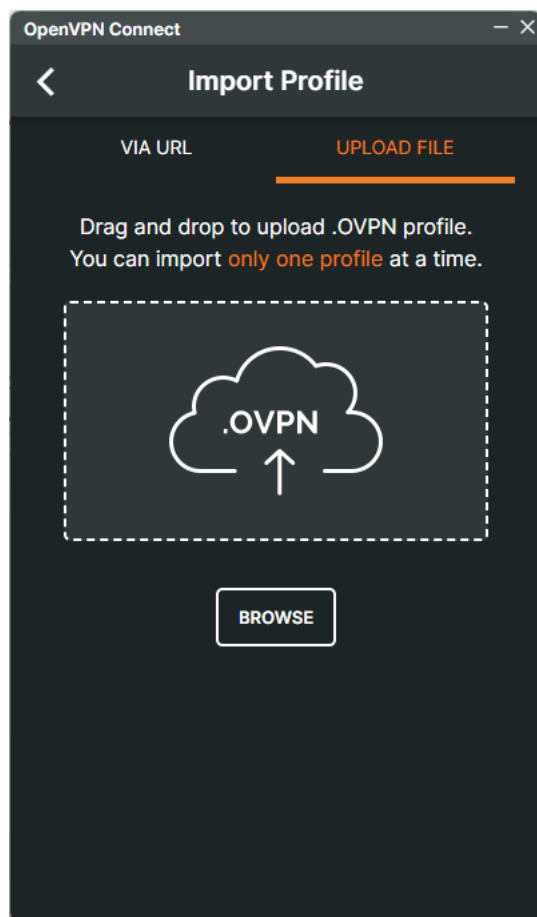 OpenVPN Connect
Import Profile
VIA URL
UPLOAD FILE
Drag and drop to upload .OVPN profile.
You can import only one profile at a time.
.OVPN
BROWSE